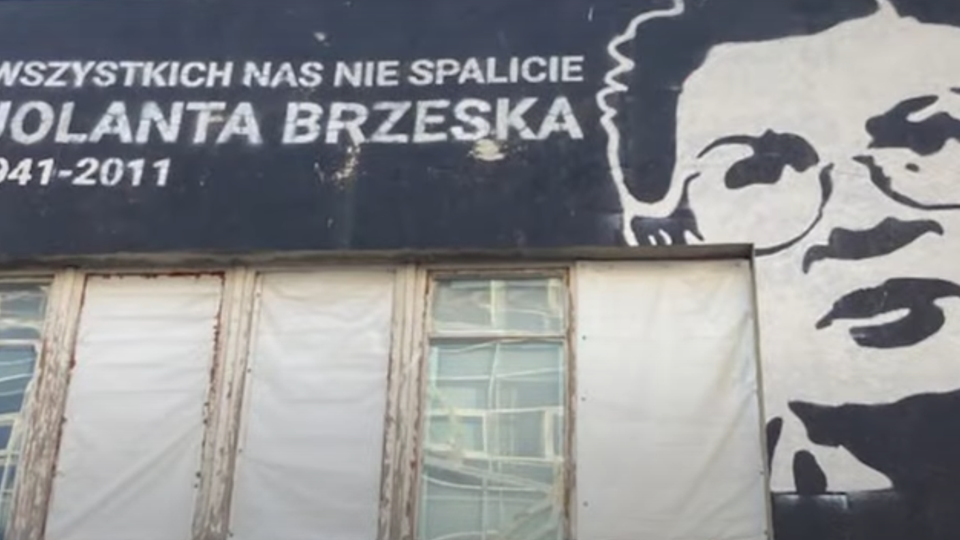 WSZYSTKICH NAS NIE SPALICIE
JOLANTA BRZESKA
941-2011